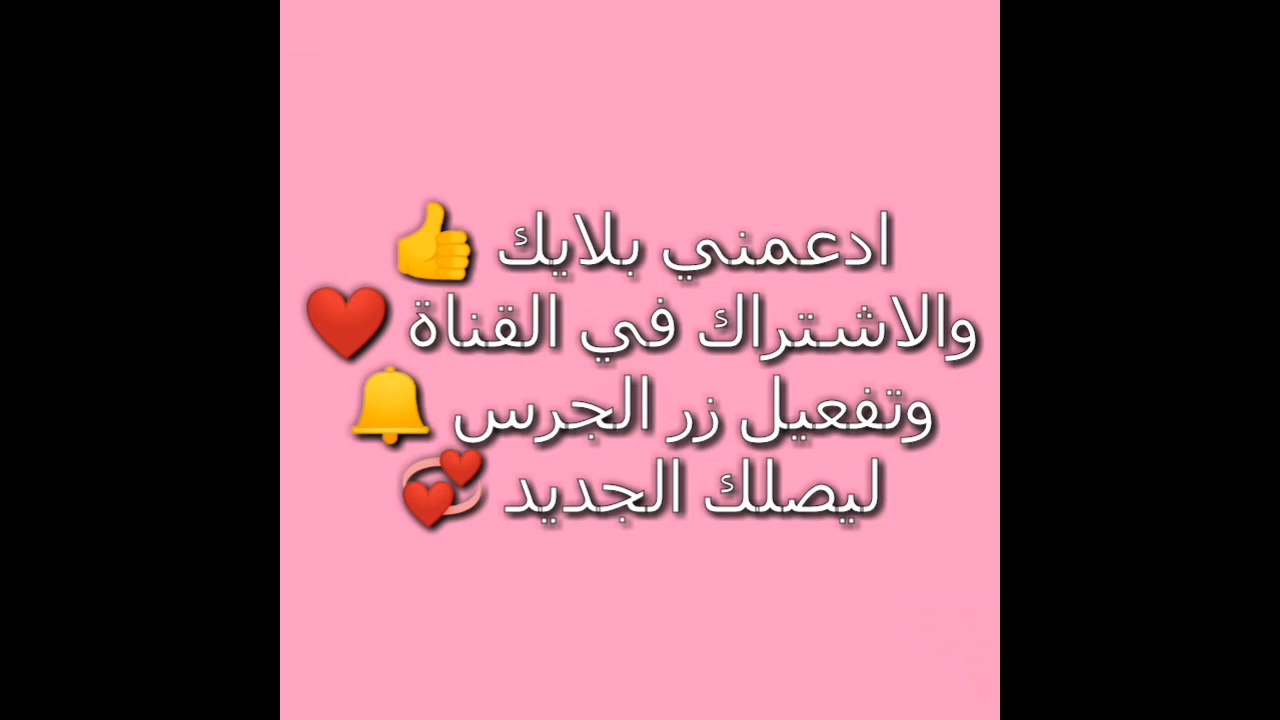 ادعمني بلايك 👍
والاشتراك في القناة ❤️
وتفعيل زر الجرس 🔔
ليصلك الجديد 💞